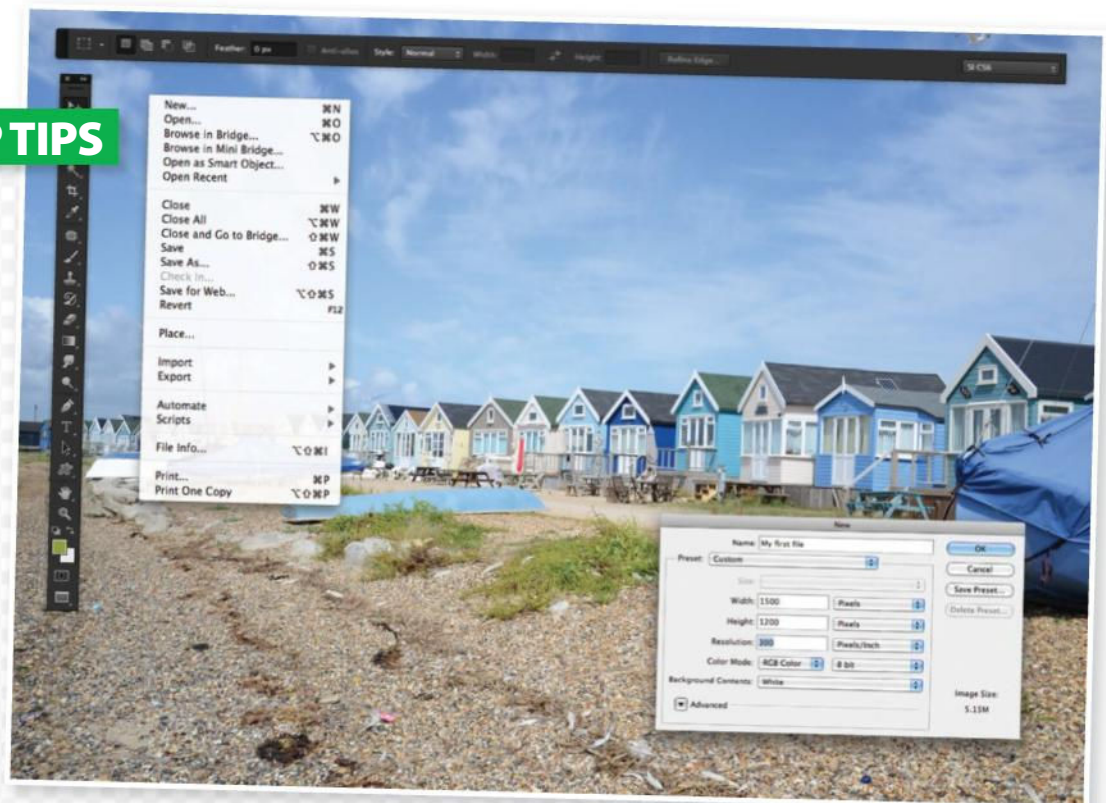 Feather: 0 px Anti-alias Style: Normal Width: Height: Refine Edge...
TIPS
New... ⌘N
Open... ⌘O
Browse in Bridge... ⌥⌘O
Browse in Mini Bridge...
Open as Smart Object...
Open Recent
Close ⌘W
Close All ⌥⌘W
Close and Go to Bridge... ⇧⌘W
Save ⌘S
Save As... ⇧⌘S
Check In...
Save for Web... ⌥⇧⌘S
Revert F12
Place...
Import
Export
Automate
Scripts
File Info... ⌥⇧⌘I
Print... ⌘P
Print One Copy ⌥⇧⌘P
New
Name: My first file
OK
Preset: Custom
Cancel
Size:
Save Preset...
Width: 1500 Pixels
Delete Preset...
Height: 1200 Pixels
Resolution: 300 Pixels/Inch
Color Mode: RGB Color 8 bit
Background Contents: White
Image Size:
Advanced
5.15M